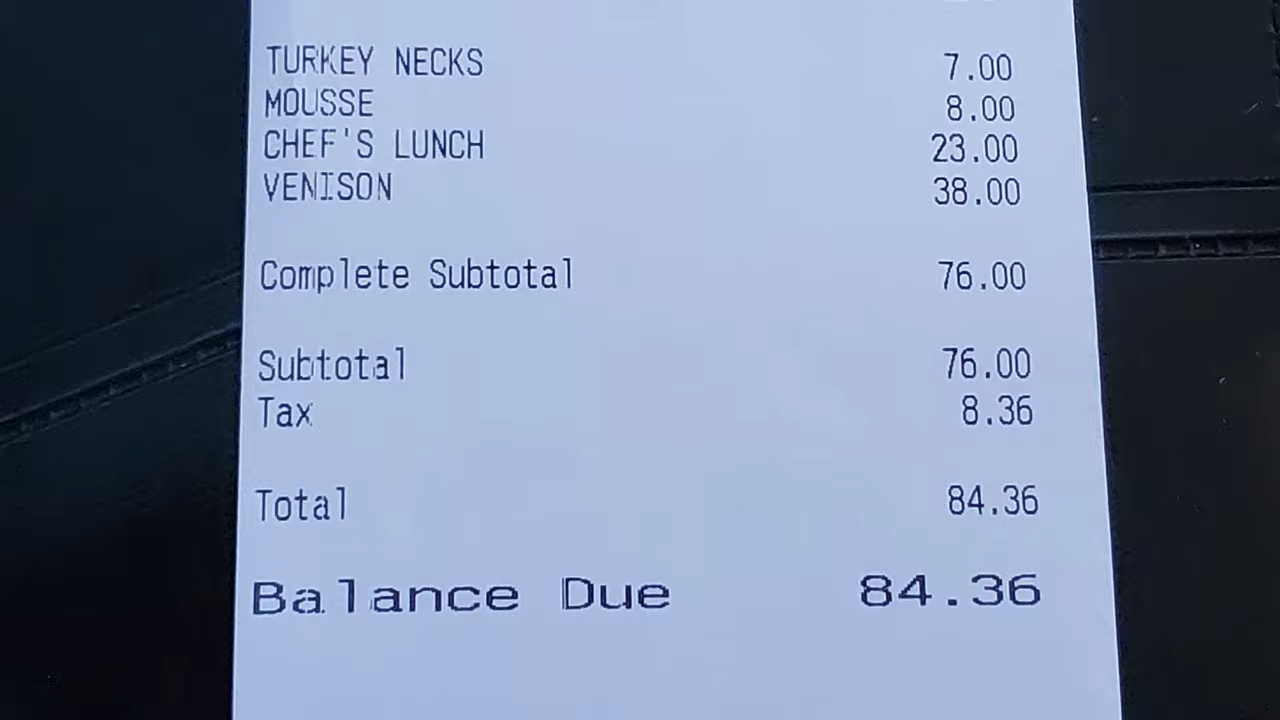 TURKEY NECKS 7.00
MOUSSE 8.00
CHEF'S LUNCH 23.00
VENISON 38.00
Complete Subtotal 76.00
Subtotal 76.00
Tax 8.36
Total 84.36
Balance Due 84.36